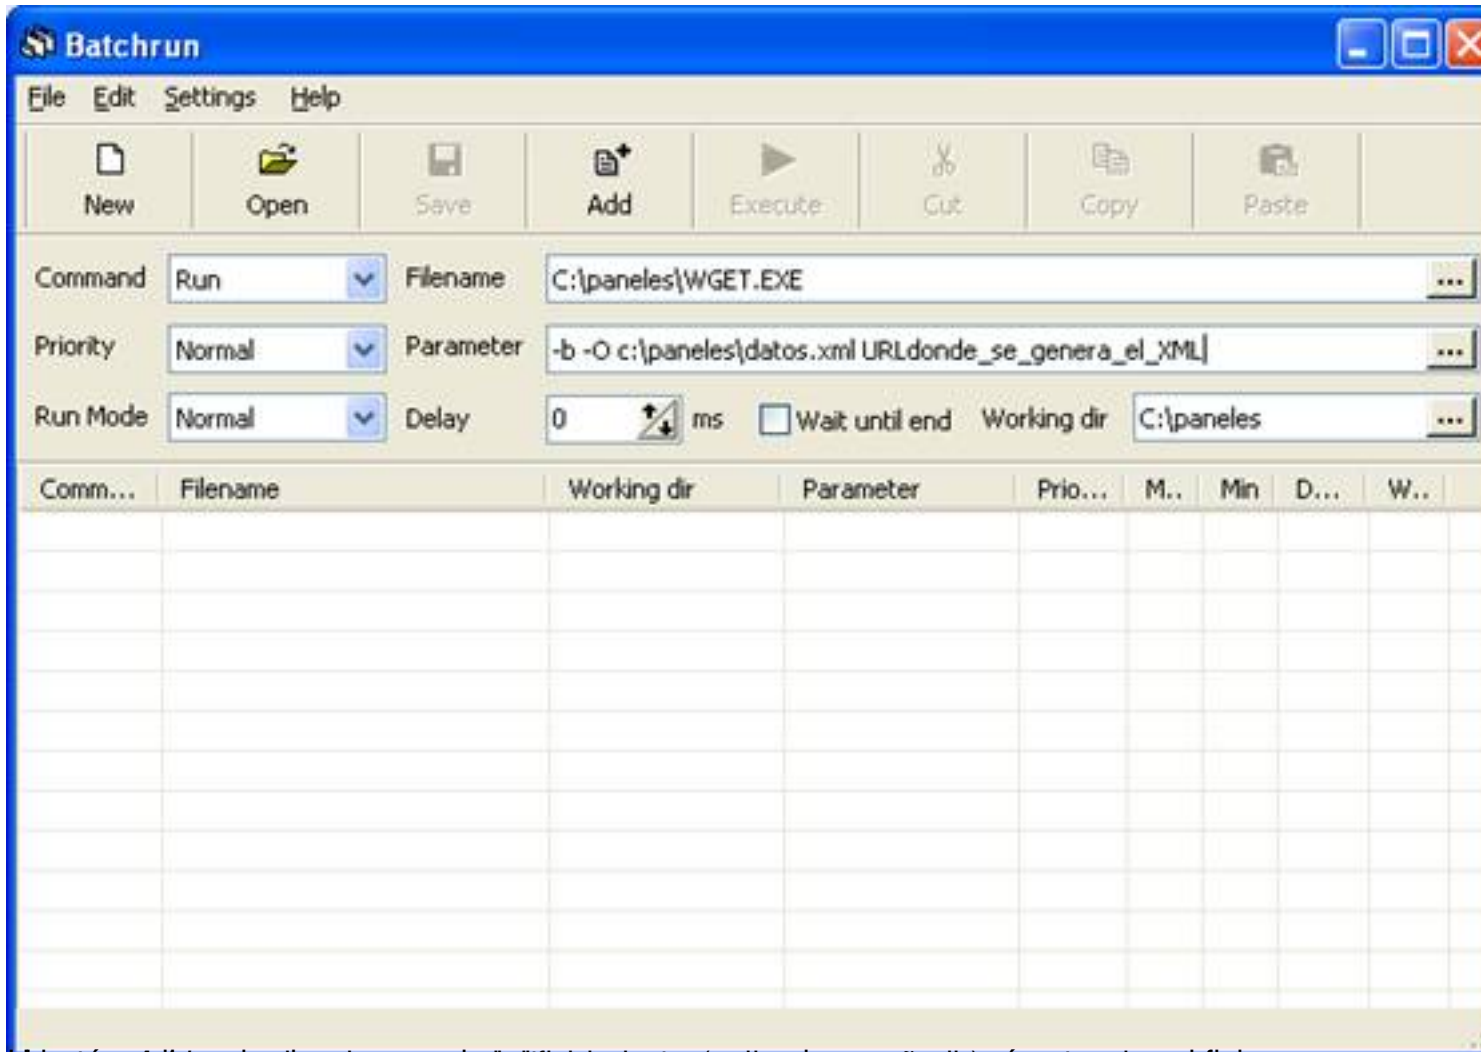 Batchrun
File Edit Settings Help
New Open Save Add Execute Cut Copy Paste
Command Run Filename C:\paneles\WGET.EXE ...
Priority Normal Parameter -b -O c:\paneles\datos.xml URLdonde_se_genera_el_XML ...
Run Mode Normal Delay 0 ms Wait until end Working dir C:\paneles ...
Comm... Filename Working dir Parameter Prio... M.. Min D... W..